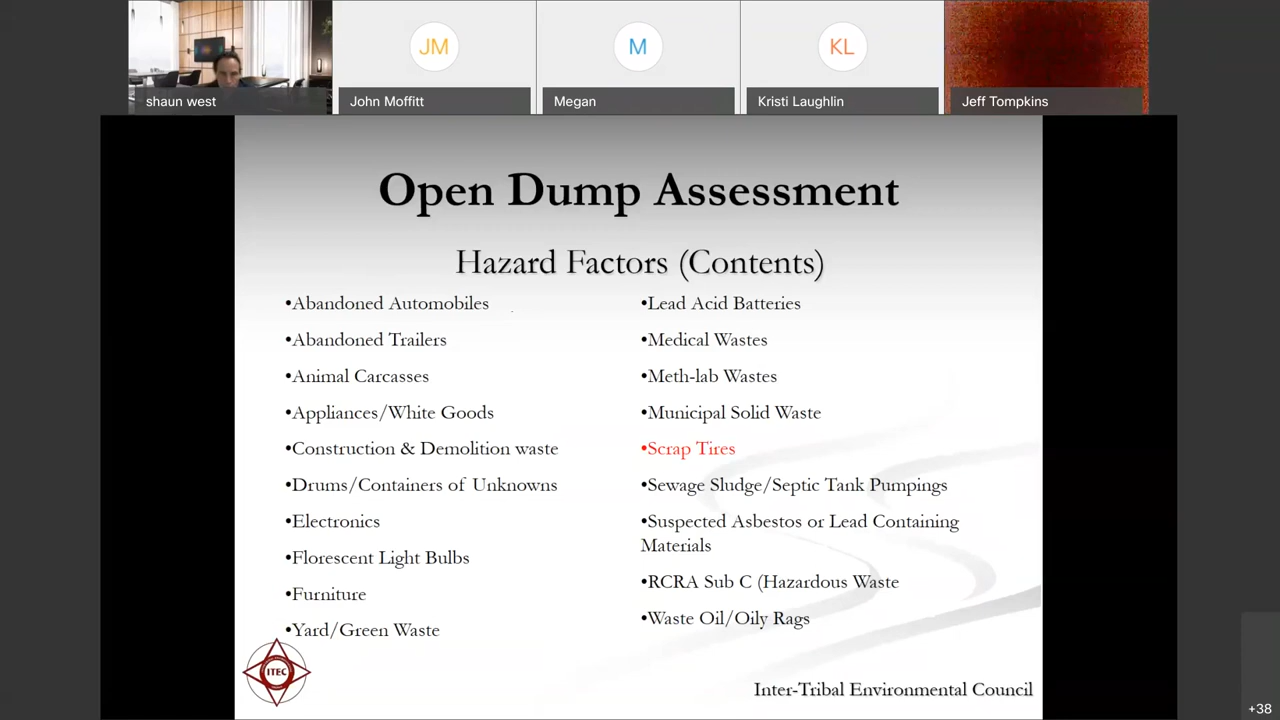 JM
M
KL
shaun west
John Moffitt
Megan
Kristi Laughlin
Jeff Tompkins
Open Dump Assessment
Hazard Factors (Contents)
•Abandoned Automobiles
•Abandoned Trailers
•Animal Carcasses
•Appliances/White Goods
•Construction & Demolition waste
•Drums/Containers of Unknowns
•Electronics
•Florescent Light Bulbs
•Furniture
•Yard/Green Waste
•Lead Acid Batteries
•Medical Wastes
•Meth-lab Wastes
•Municipal Solid Waste
•Scrap Tires
•Sewage Sludge/Septic Tank Pumpings
•Suspected Asbestos or Lead Containing
Materials
•RCRA Sub C (Hazardous Waste
•Waste Oil/Oily Rags
ITEC
Inter-Tribal Environmental Council
+38